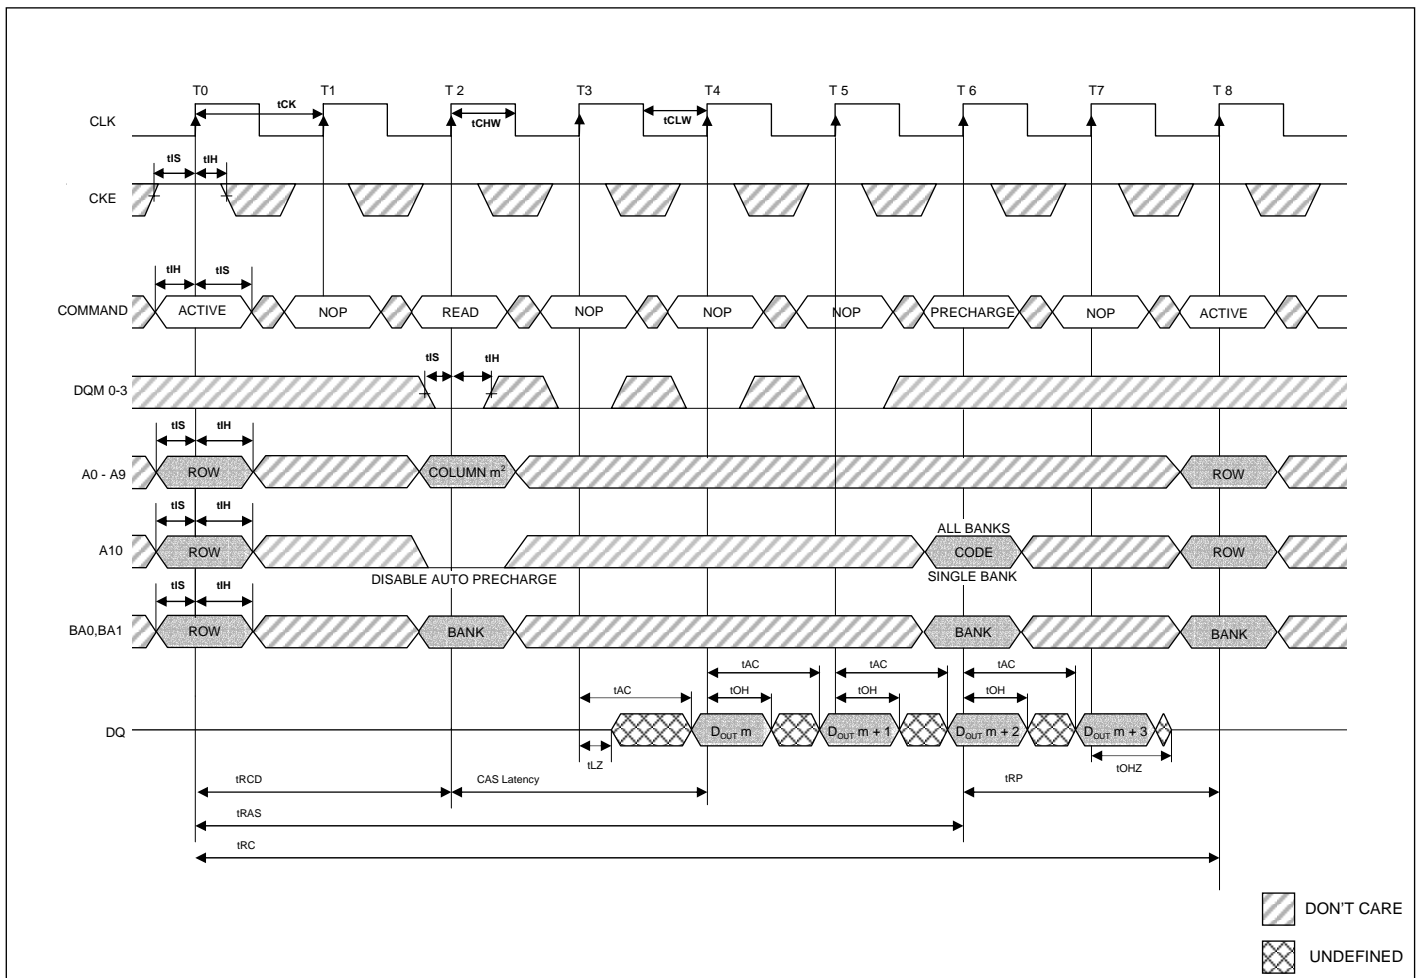 T0 T1 T 2 T3 T4 T 5 T 6 T7 T 8
tCK tCHW tCLW
CLK
tIS tIH
CKE
tIH tIS
COMMAND ACTIVE NOP READ NOP NOP NOP PRECHARGE NOP ACTIVE
tIS tIH
DQM 0-3
tIS tIH
A0 - A9 ROW COLUMN m² ROW
tIS tIH
ALL BANKS
A10 ROW CODE ROW
DISABLE AUTO PRECHARGE SINGLE BANK
tIS tIH
BA0,BA1 ROW BANK BANK BANK
tAC tAC tAC
tAC tOH tOH tOH
DQ DOUT m DOUT m + 1 DOUT m + 2 DOUT m + 3
tLZ tOHZ
tRCD CAS Latency tRP
tRAS
tRC
DON'T CARE
UNDEFINED